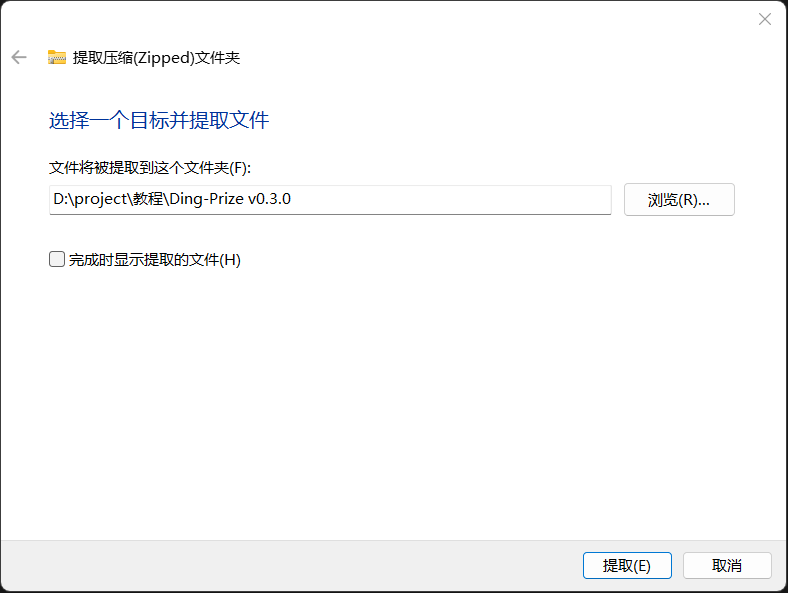 提取压缩(Zipped)文件夹
选择一个目标并提取文件
文件将被提取到这个文件夹(F):
D:\project\教程\Ding-Prize v0.3.0
浏览(R)...
完成时显示提取的文件(H)
提取(E)
取消